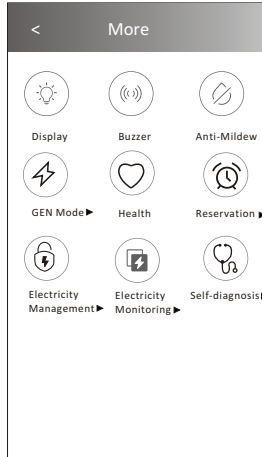 < More
Display Buzzer Anti-Mildew
GEN Mode▶ Health Reservation▶
Electricity Electricity Self-diagnosis
Management▶ Monitoring▶